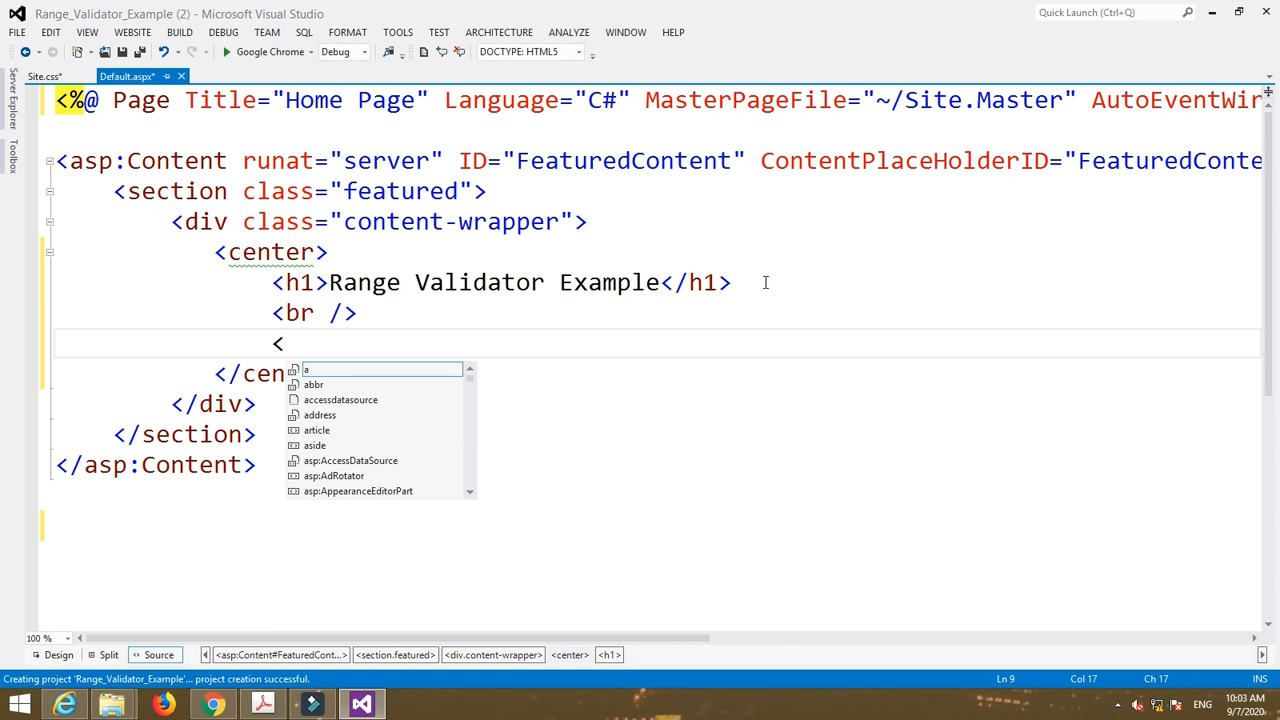 Range_Validator_Example (2) - Microsoft Visual Studio
Quick Launch (Ctrl+Q)
FILE EDIT VIEW WEBSITE BUILD DEBUG TEAM SQL FORMAT TOOLS TEST ARCHITECTURE ANALYZE WINDOW HELP
Google Chrome Debug DOCTYPE: HTML5
Site.css* Default.aspx*
Server Explorer
Toolbox
<%@ Page Title="Home Page" Language="C#" MasterPageFile="~/Site.Master" AutoEventWir
<asp:Content runat="server" ID="FeaturedContent" ContentPlaceHolderID="FeaturedConte
<section class="featured">
<div class="content-wrapper">
<center>
<h1>Range Validator Example</h1>
<br />
<
</cen
a
abbr
accessdatasource
address
article
aside
asp:AccessDataSource
asp:AdRotator
asp:AppearanceEditorPart
</div>
</section>
</asp:Content>
100 %
Design Split Source <asp:Content#FeaturedCont...> <section.featured> <div.content-wrapper> <center> <h1>
Creating project 'Range_Validator_Example'... project creation successful. Ln 9 Col 17 Ch 17 INS
ENG
10:03 AM
9/7/2020